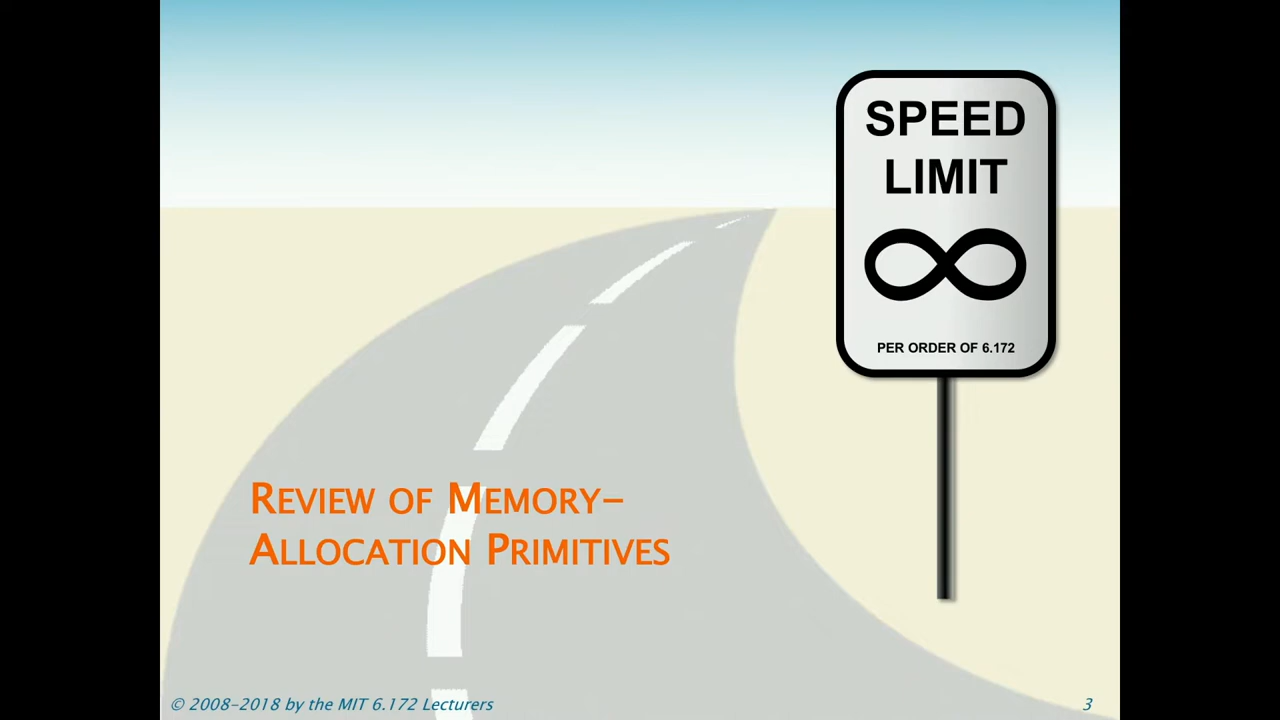 SPEED
LIMIT
∞
PER ORDER OF 6.172
REVIEW OF MEMORY-
ALLOCATION PRIMITIVES
© 2008-2018 by the MIT 6.172 Lecturers
3